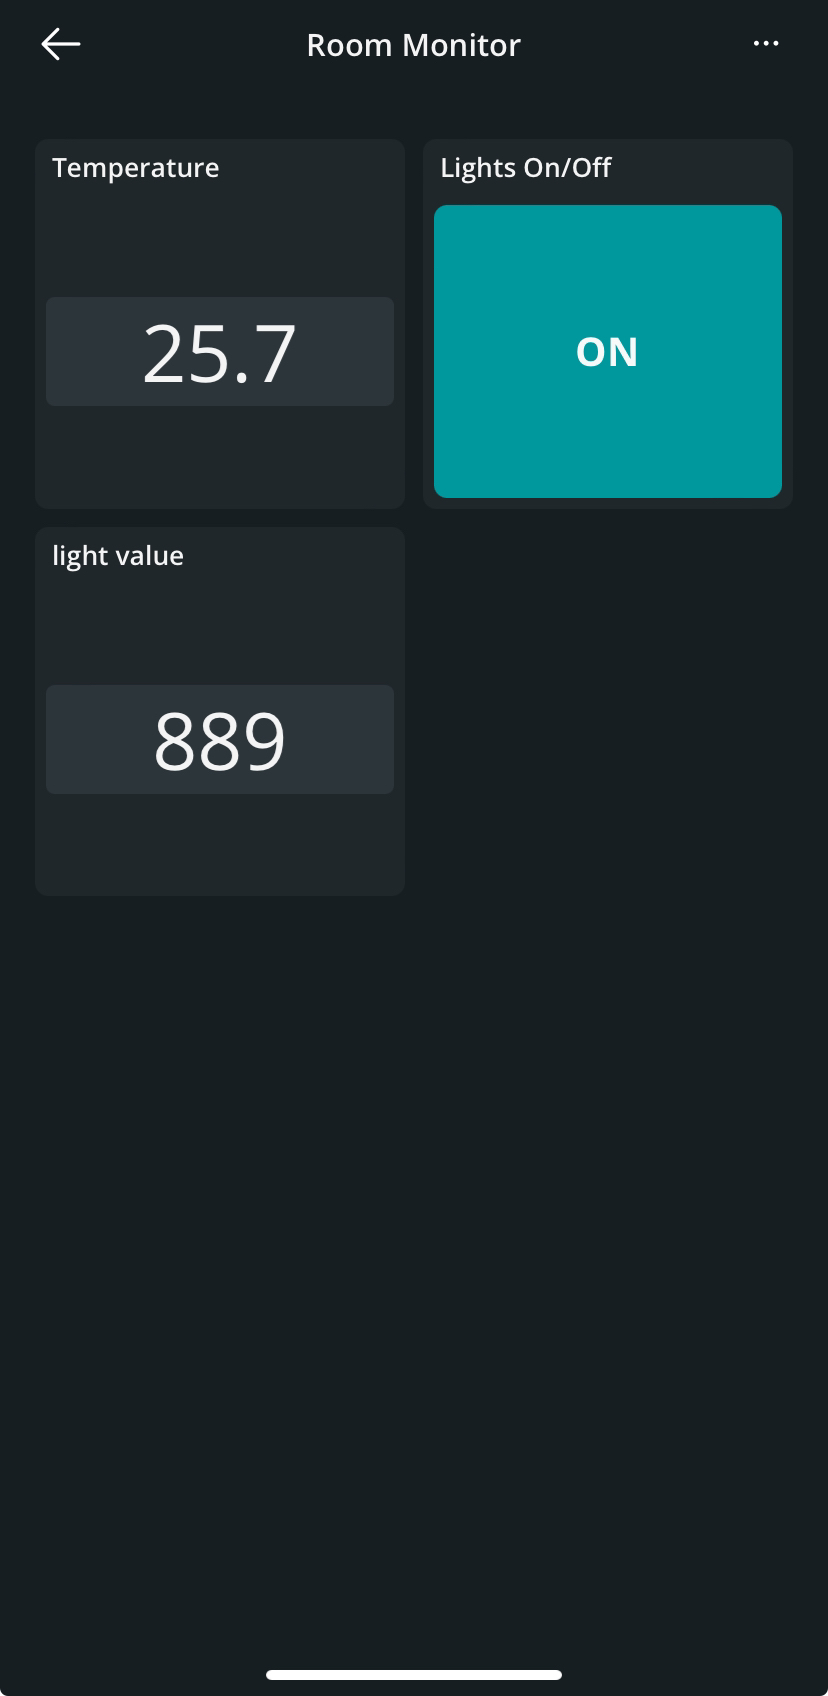 Room Monitor
Temperature
25.7
Lights On/Off
ON
light value
889